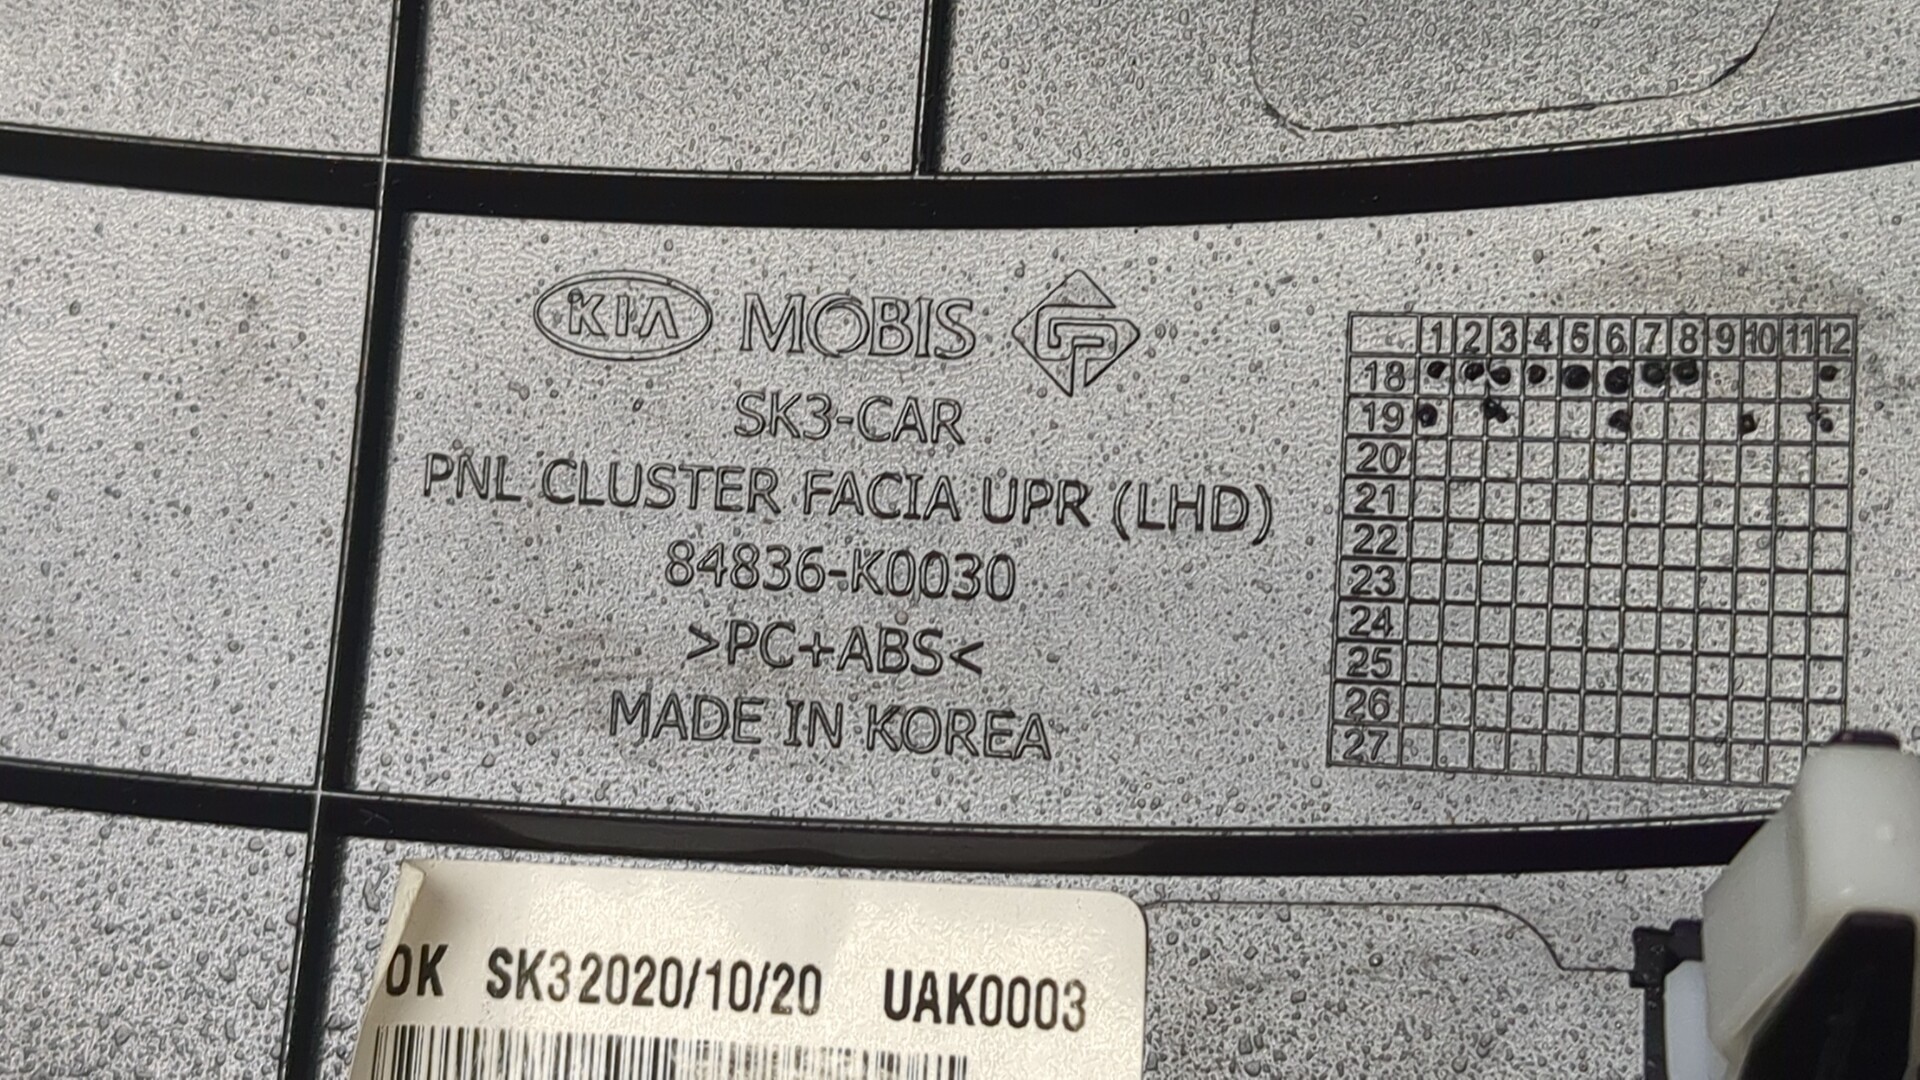 KIA MOBIS
SK3-CAR
PNL CLUSTER FACIA UPR (LHD)
84836-K0030
>PC+ABS<
MADE IN KOREA
1 2 3 4 5 6 7 8 9 10 11 12
18
19
20
21
22
23
24
25
26
27
OK SK3 2020/10/20 UAK0003